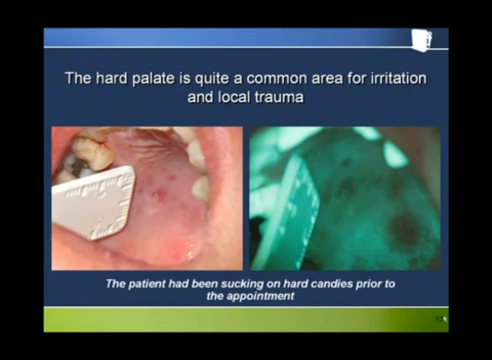 The hard palate is quite a common area for irritation
and local trauma
The patient had been sucking on hard candies prior to
the appointment